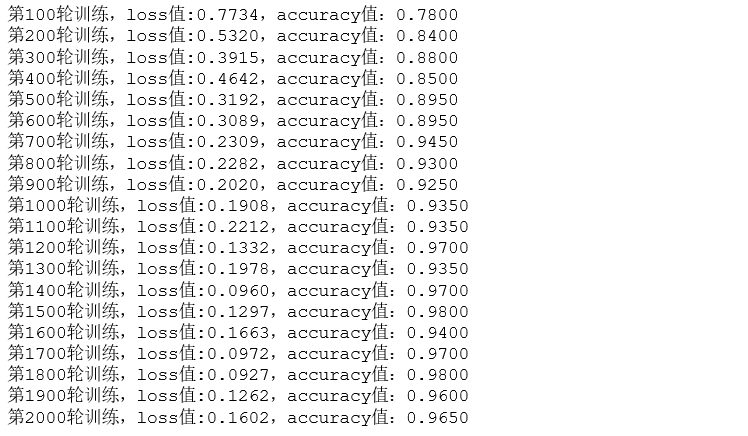 第100轮训练，loss值:0.7734，accuracy值：0.7800
第200轮训练，loss值:0.5320，accuracy值：0.8400
第300轮训练，loss值:0.3915，accuracy值：0.8800
第400轮训练，loss值:0.4642，accuracy值：0.8500
第500轮训练，loss值:0.3192，accuracy值：0.8950
第600轮训练，loss值:0.3089，accuracy值：0.8950
第700轮训练，loss值:0.2309，accuracy值：0.9450
第800轮训练，loss值:0.2282，accuracy值：0.9300
第900轮训练，loss值:0.2020，accuracy值：0.9250
第1000轮训练，loss值:0.1908，accuracy值：0.9350
第1100轮训练，loss值:0.2212，accuracy值：0.9350
第1200轮训练，loss值:0.1332，accuracy值：0.9700
第1300轮训练，loss值:0.1978，accuracy值：0.9350
第1400轮训练，loss值:0.0960，accuracy值：0.9700
第1500轮训练，loss值:0.1297，accuracy值：0.9800
第1600轮训练，loss值:0.1663，accuracy值：0.9400
第1700轮训练，loss值:0.0972，accuracy值：0.9700
第1800轮训练，loss值:0.0927，accuracy值：0.9800
第1900轮训练，loss值:0.1262，accuracy值：0.9600
第2000轮训练，loss值:0.1602，accuracy值：0.9650